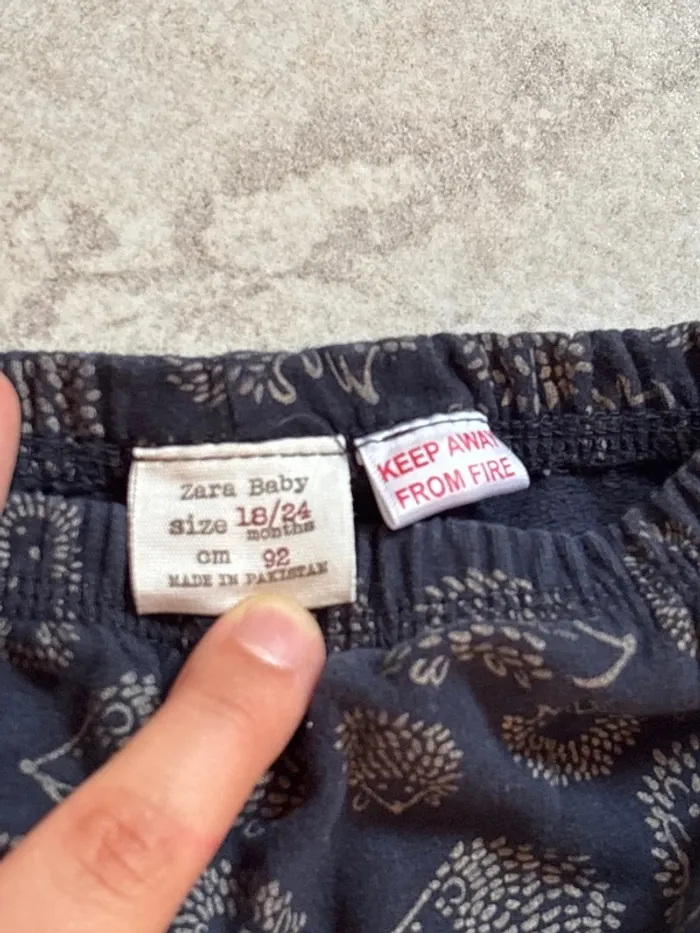 Zara Baby
size 18/24
months
cm 92
MADE IN PAKISTAN
KEEP AWAY
FROM FIRE